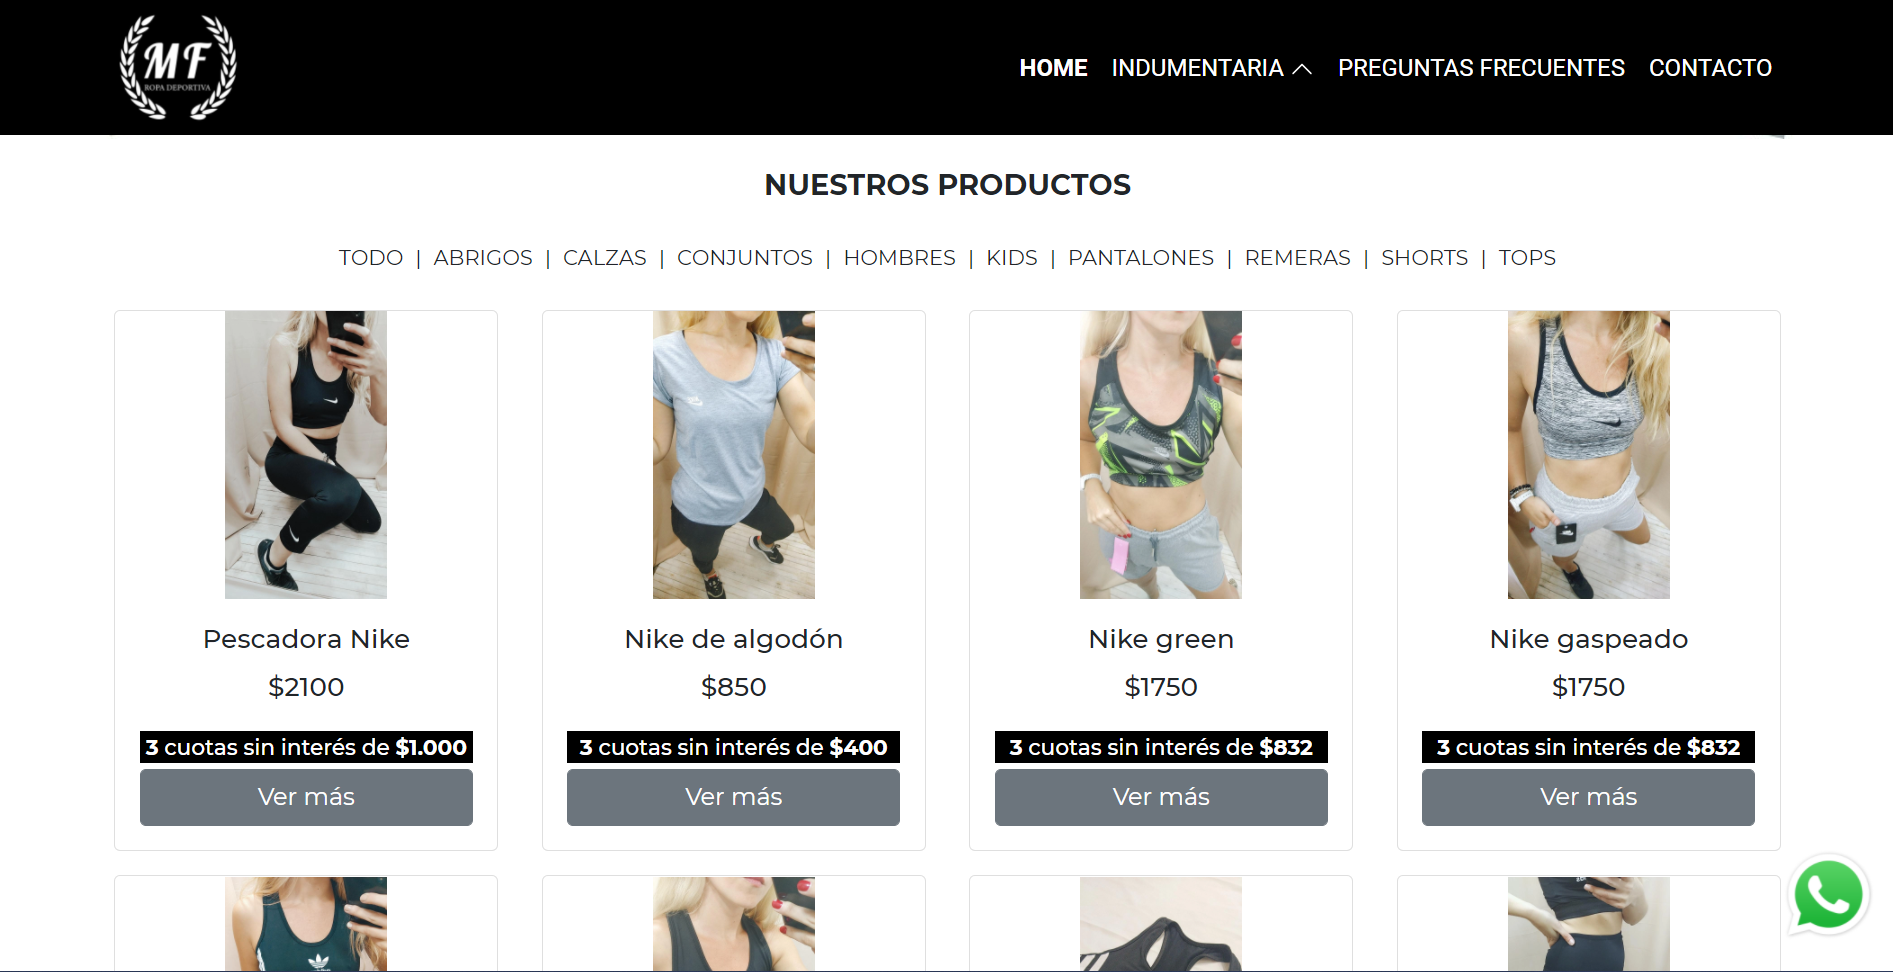 MF
ROPA DEPORTIVA
HOME INDUMENTARIA PREGUNTAS FRECUENTES CONTACTO
NUESTROS PRODUCTOS
TODO | ABRIGOS | CALZAS | CONJUNTOS | HOMBRES | KIDS | PANTALONES | REMERAS | SHORTS | TOPS
Pescadora Nike
$2100
3 cuotas sin interés de $1.000
Ver más
Nike de algodón
$850
3 cuotas sin interés de $400
Ver más
Nike green
$1750
3 cuotas sin interés de $832
Ver más
Nike gaspeado
$1750
3 cuotas sin interés de $832
Ver más